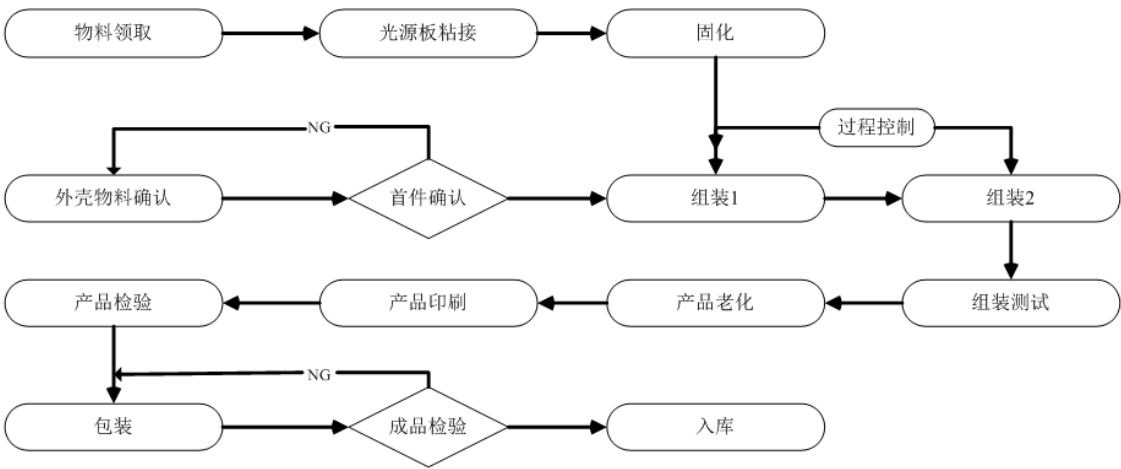 物料领取
光源板粘接
固化
NG
过程控制
外壳物料确认
首件确认
组装1
组装2
产品检验
产品印刷
产品老化
组装测试
NG
包装
成品检验
入库